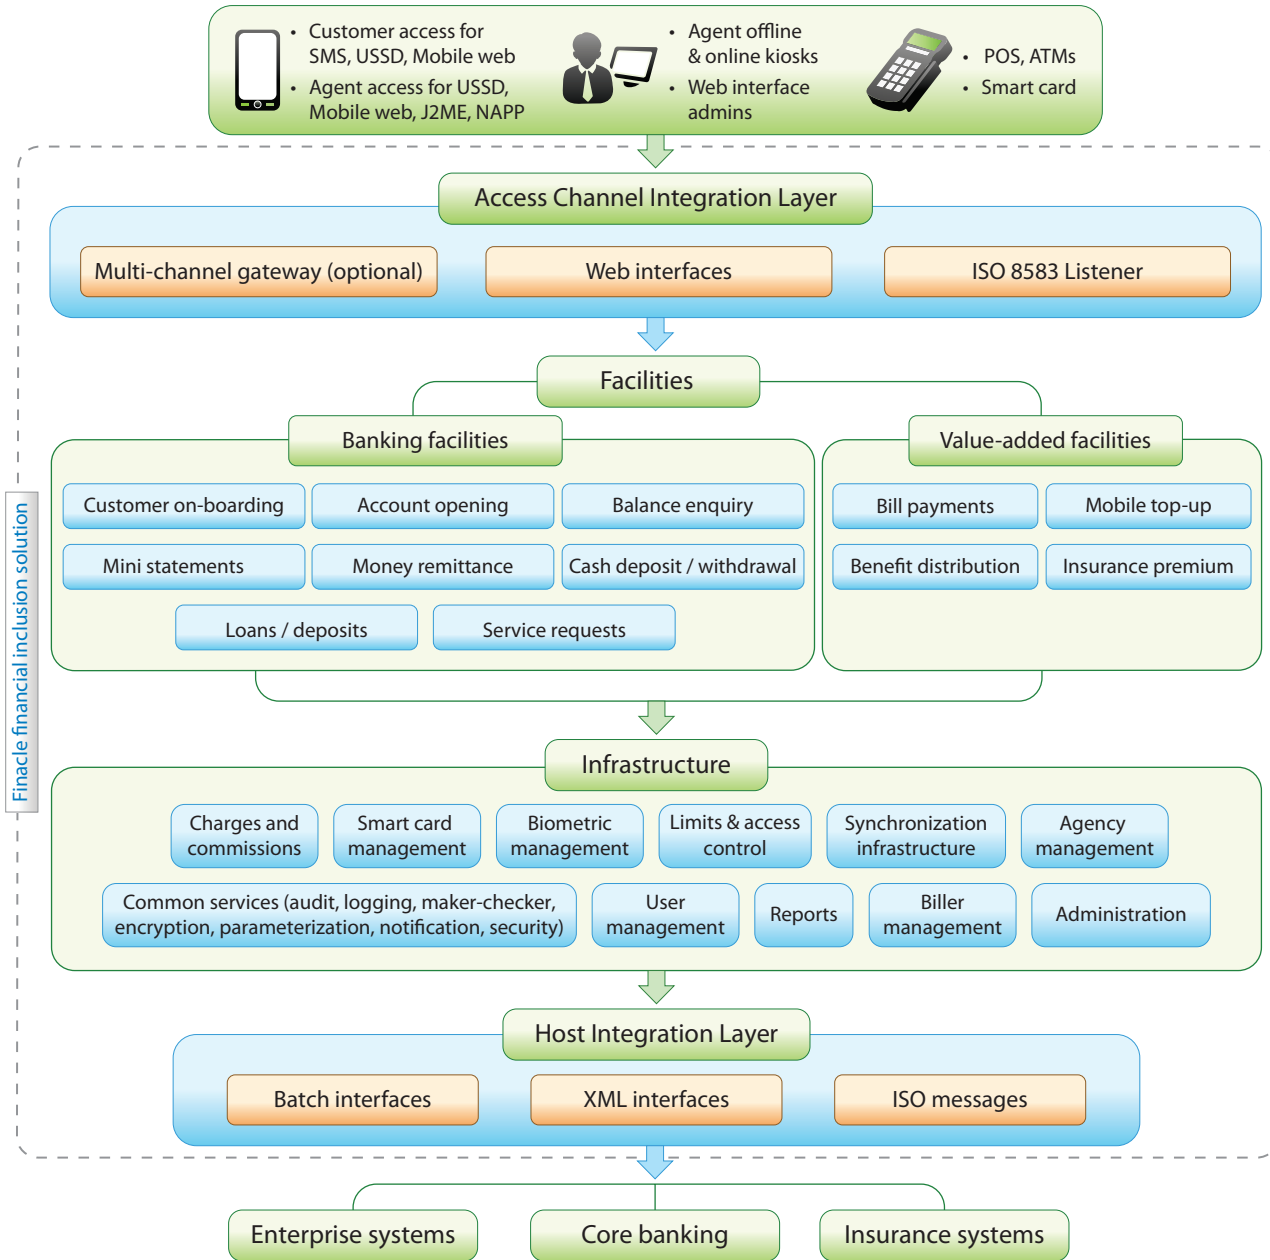 • Customer access for
SMS, USSD, Mobile web
• Agent access for USSD,
Mobile web, J2ME, NAPP
• Agent offline
& online kiosks
• Web interface
admins
• POS, ATMs
• Smart card
Access Channel Integration Layer
Multi-channel gateway (optional)
Web interfaces
ISO 8583 Listener
Facilities
Banking facilities
Customer on-boarding
Account opening
Balance enquiry
Mini statements
Money remittance
Cash deposit / withdrawal
Loans / deposits
Service requests
Value-added facilities
Bill payments
Mobile top-up
Benefit distribution
Insurance premium
Finacle financial inclusion solution
Infrastructure
Charges and
commissions
Smart card
management
Biometric
management
Limits & access
control
Synchronization
infrastructure
Agency
management
Common services (audit, logging, maker-checker,
encryption, parameterization, notification, security)
User
management
Reports
Biller
management
Administration
Host Integration Layer
Batch interfaces
XML interfaces
ISO messages
Enterprise systems
Core banking
Insurance systems